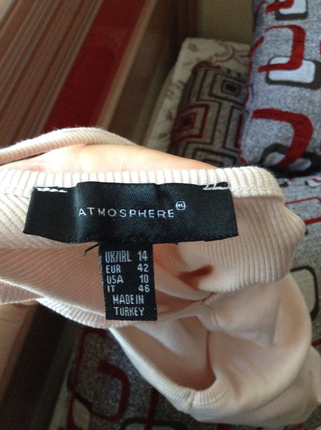 ATMOSPHERE
UK/IRL 14
EUR 42
USA 10
IT 46
MADE IN
TURKEY